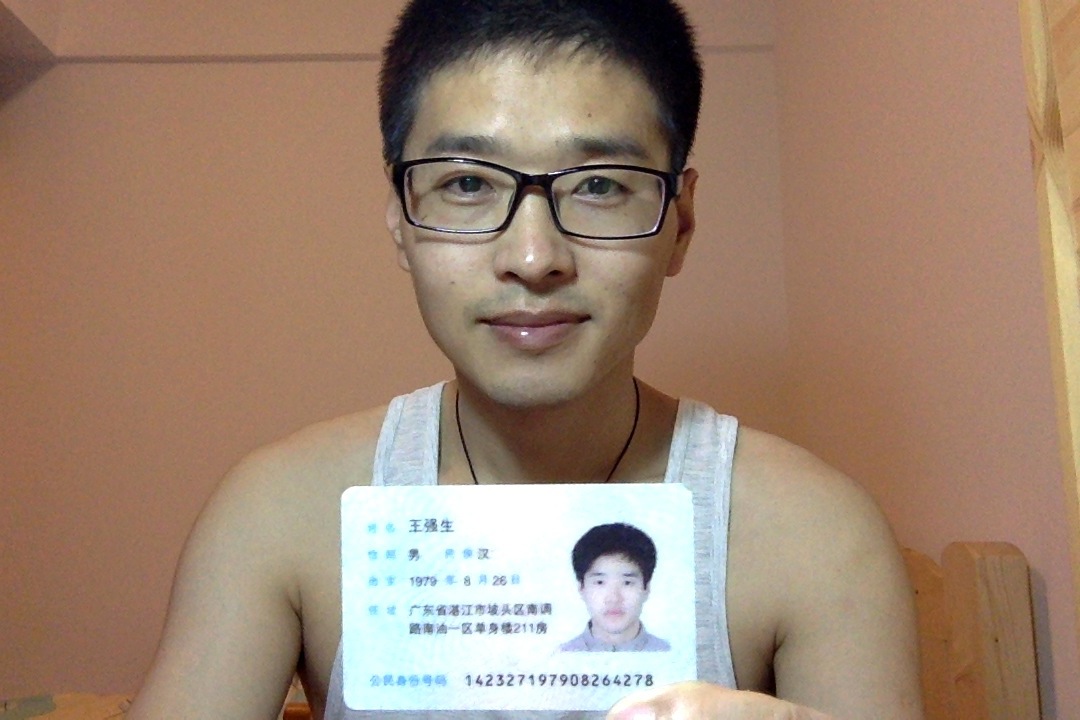 姓名 王强生
性别 男 民族 汉
出生 1979 年 8 月 26 日
住址 广东省湛江市坡头区南调
路南油一区单身楼211房
公民身份号码 142327197908264278